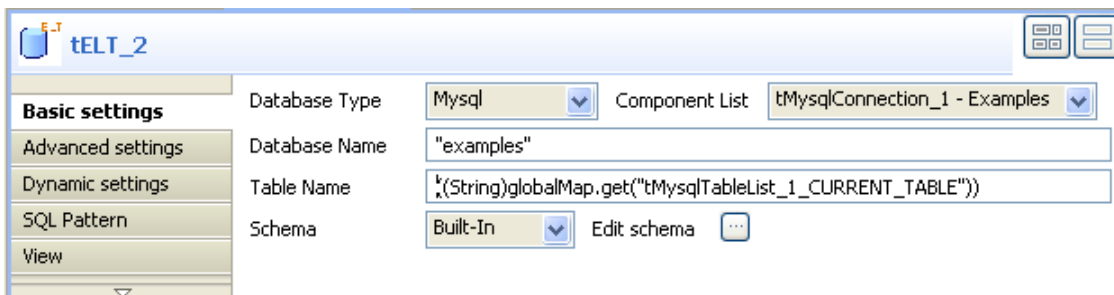 E_T
tELT_2
Basic settings
Advanced settings
Dynamic settings
SQL Pattern
View
Database Type Mysql Component List tMysqlConnection_1 - Examples
Database Name "examples"
Table Name ((String)globalMap.get("tMysqlTableList_1_CURRENT_TABLE"))
Schema Built-In Edit schema ...